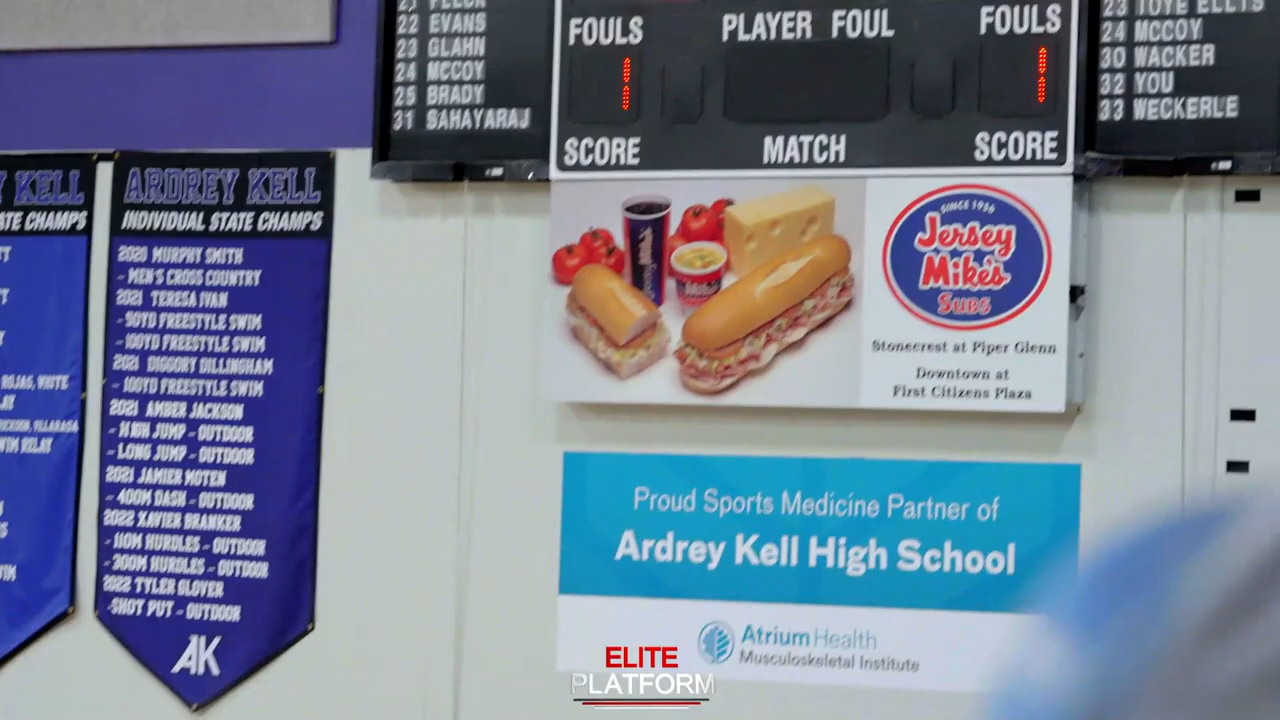 22 EVANS
23 GLAHN
24 MCCOY
25 BRADY
31 SAHAYARAJ
FOULS
PLAYER FOUL
FOULS
1
1
SCORE
MATCH
SCORE
24 MCCOY
30 WACKER
32 YOU
33 WECKERLE
KELL
STATE CHAMPS
ROJAS, WHITE
RELAY
ARDREY KELL
INDIVIDUAL STATE CHAMPS
2020 MURPHY SMITH
- MEN'S CROSS COUNTRY
2021 TERESA IVAN
- 50YD FREESTYLE SWIM
- 100YD FREESTYLE SWIM
2021 DIGGORY DILLINGHAM
- 100YD FREESTYLE SWIM
2021 AMBER JACKSON
- HIGH JUMP - OUTDOOR
- LONG JUMP - OUTDOOR
2021 JAMIER MOTEN
- 400M DASH - OUTDOOR
2022 XAVIER BRANKER
- 110M HURDLES - OUTDOOR
- 300M HURDLES - OUTDOOR
2022 TYLER GLOVER
-SHOT PUT - OUTDOOR
AK
SINCE 1956
Jersey
Mike's
SUBS
Stonecrest at Piper Glenn
Downtown at
First Citizens Plaza
Proud Sports Medicine Partner of
Ardrey Kell High School
Atrium Health
Musculoskeletal Institute
ELITE
PLATFORM